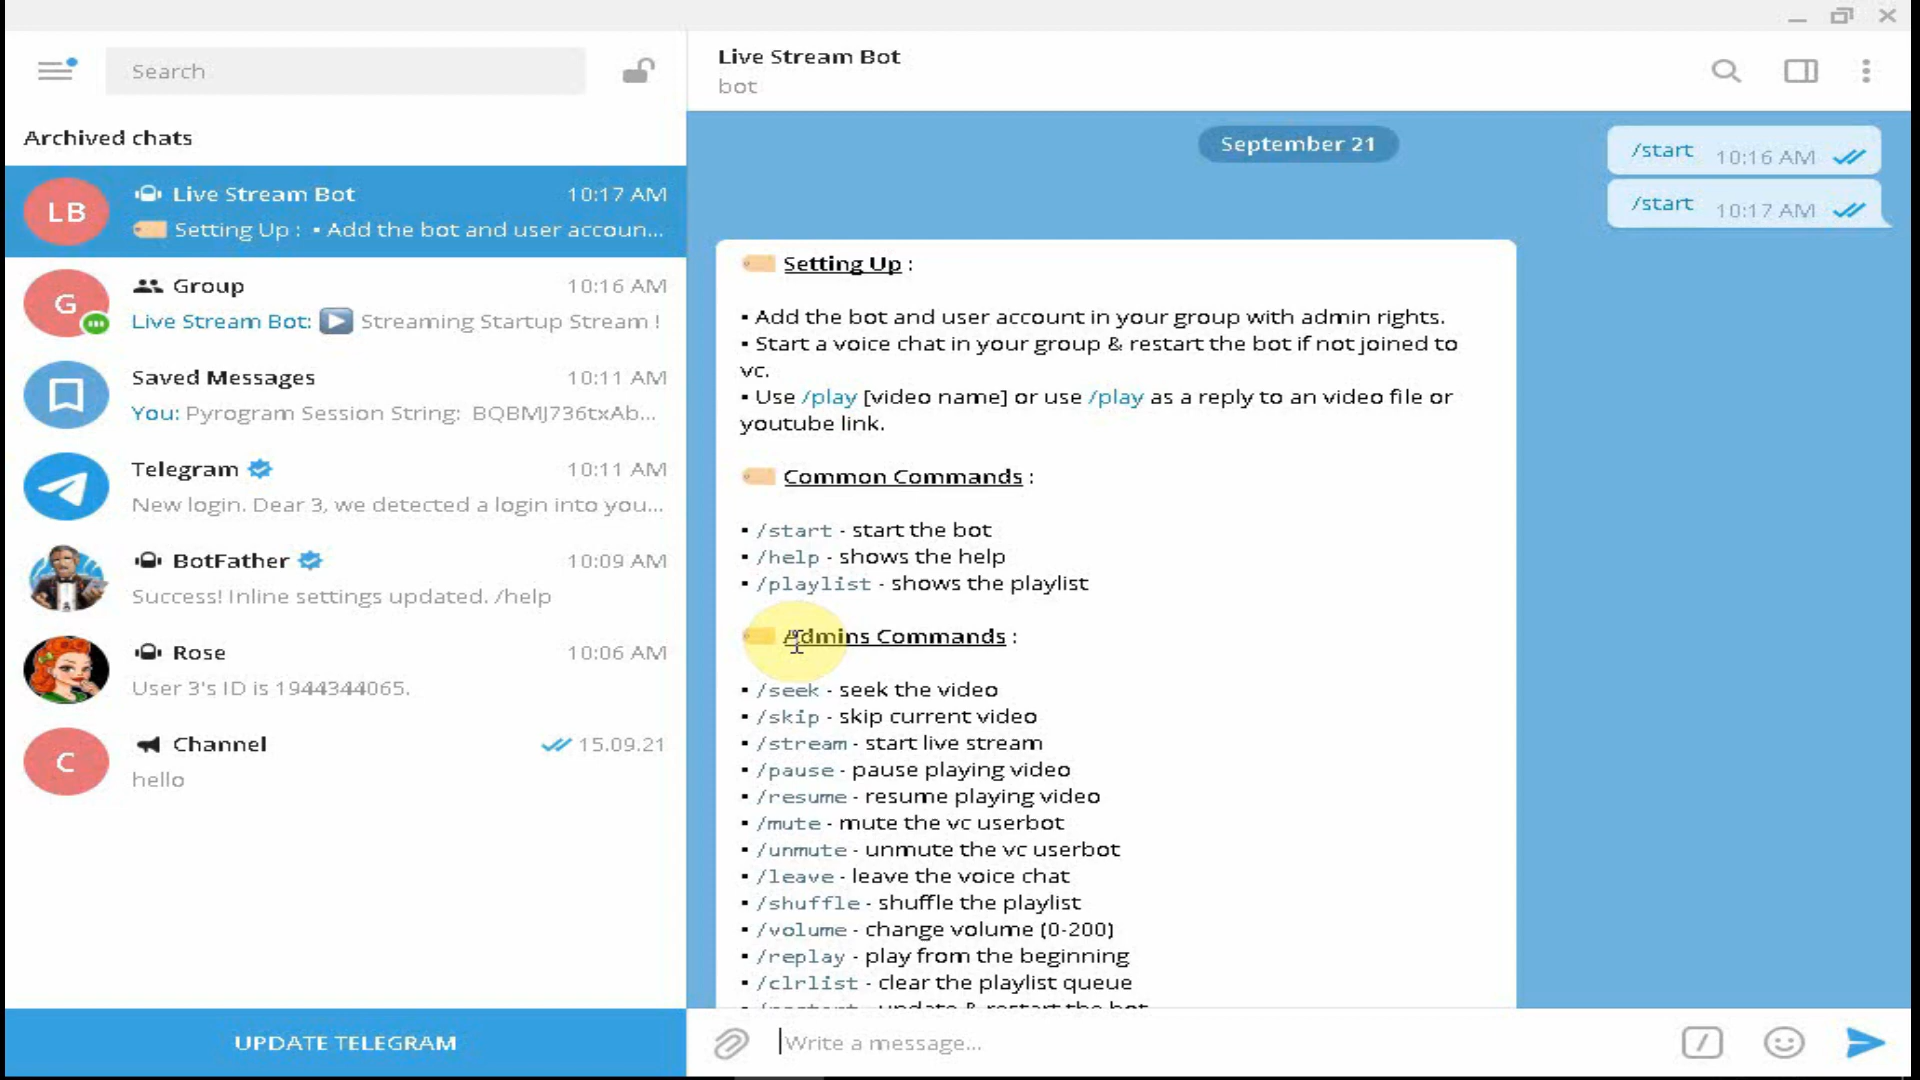 Search
Archived chats
LB
Live Stream Bot
10:17 AM
Setting Up : ▪ Add the bot and user accoun...
G
Group
10:16 AM
Live Stream Bot: ▶ Streaming Startup Stream !
Saved Messages
10:11 AM
You: Pyrogram Session String: BQBMJ736txAb...
Telegram
10:11 AM
New login. Dear 3, we detected a login into you...
BotFather
10:09 AM
Success! Inline settings updated. /help
Rose
10:06 AM
User 3's ID is 1944344065.
C
Channel
15.09.21
hello
UPDATE TELEGRAM
Live Stream Bot
bot
September 21
/start 10:16 AM
/start 10:17 AM
Setting Up :
▪ Add the bot and user account in your group with admin rights.
▪ Start a voice chat in your group & restart the bot if not joined to
vc.
▪ Use /play [video name] or use /play as a reply to an video file or
youtube link.
Common Commands :
▪ /start - start the bot
▪ /help - shows the help
▪ /playlist - shows the playlist
Admins Commands :
▪ /seek - seek the video
▪ /skip - skip current video
▪ /stream - start live stream
▪ /pause - pause playing video
▪ /resume - resume playing video
▪ /mute - mute the vc userbot
▪ /unmute - unmute the vc userbot
▪ /leave - leave the voice chat
▪ /shuffle - shuffle the playlist
▪ /volume - change volume (0-200)
▪ /replay - play from the beginning
▪ /clrlist - clear the playlist queue
▪ /restart - update & restart the bot
Write a message...